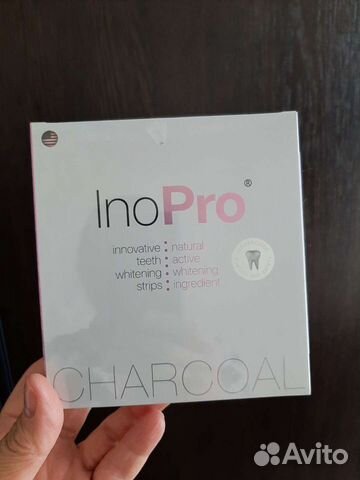 InoPro®
innovative natural
teeth active
whitening whitening
strips ingredient
CHARCOAL
Avito